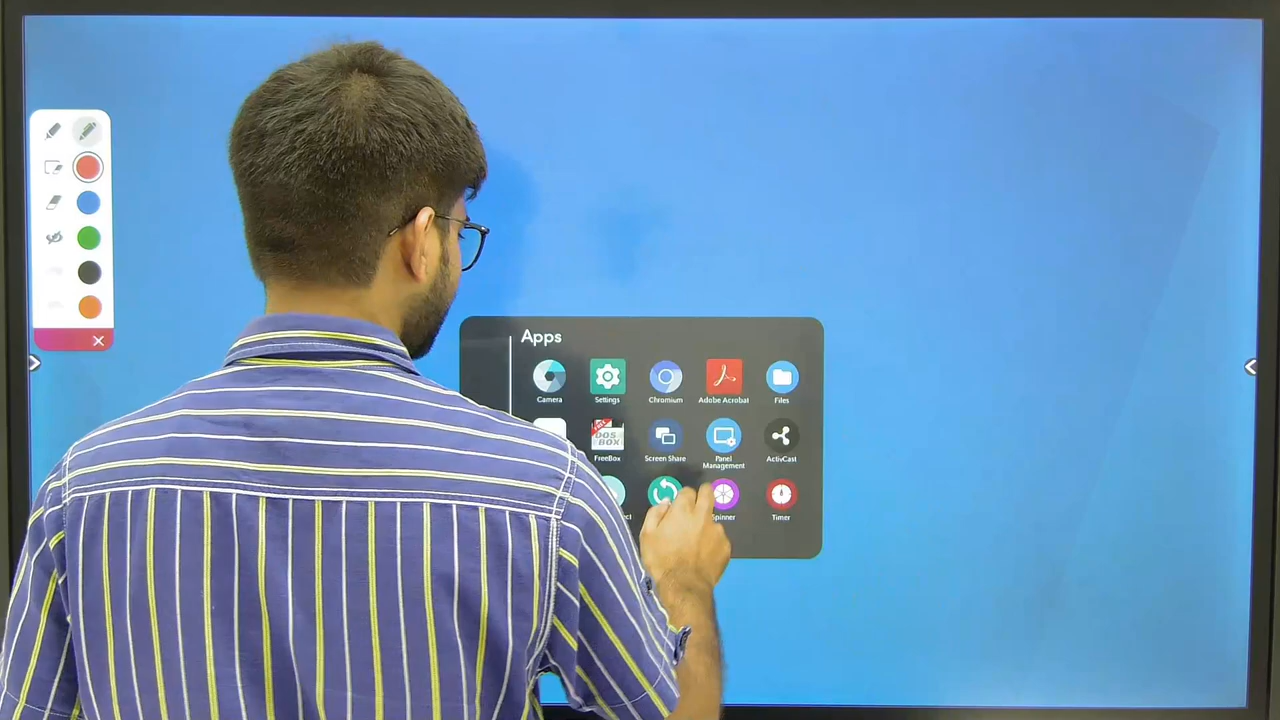 Apps
Camera Settings Chromium Adobe Acrobat Files
FreeBox Screen Share Panel Management ActivCast
Spinner Timer